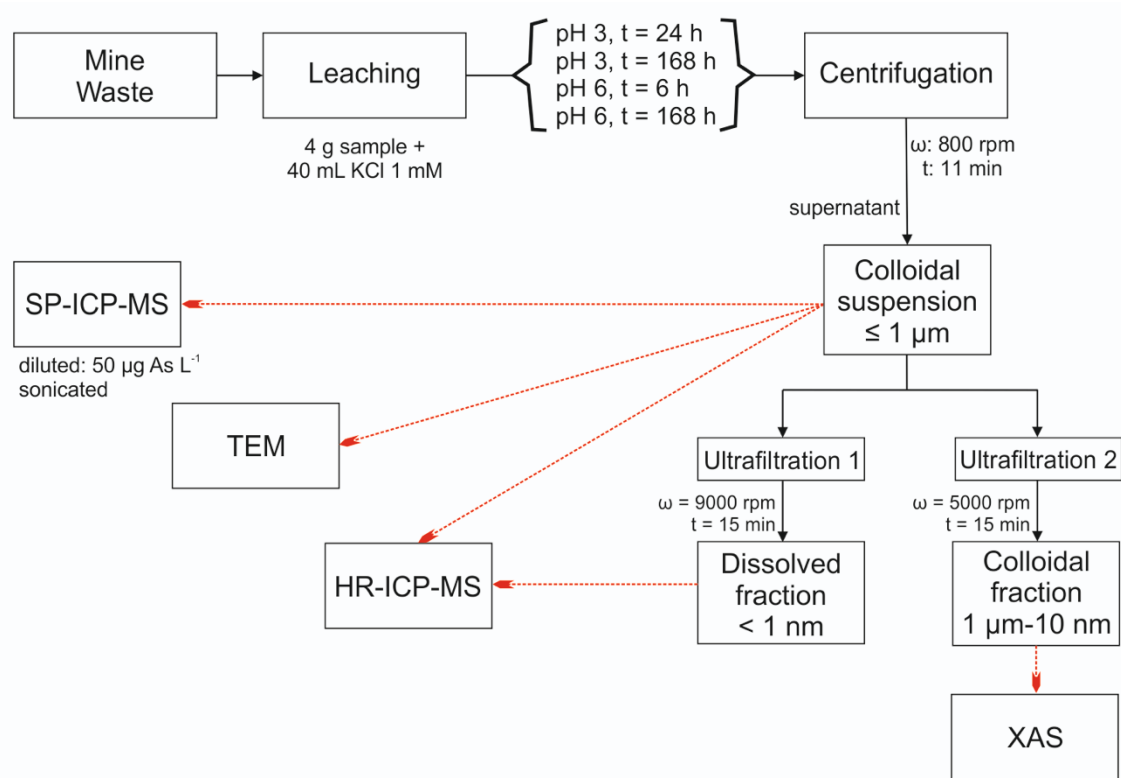 Mine
Waste
Leaching
pH 3, t = 24 h
pH 3, t = 168 h
pH 6, t = 6 h
pH 6, t = 168 h
Centrifugation
4 g sample +
40 mL KCl 1 mM
ω: 800 rpm
t: 11 min
supernatant
Colloidal
suspension
≤ 1 µm
SP-ICP-MS
diluted: 50 µg As L⁻¹
sonicated
TEM
Ultrafiltration 1
Ultrafiltration 2
ω = 9000 rpm
t = 15 min
ω = 5000 rpm
t = 15 min
HR-ICP-MS
Dissolved
fraction
< 1 nm
Colloidal
fraction
1 µm-10 nm
XAS